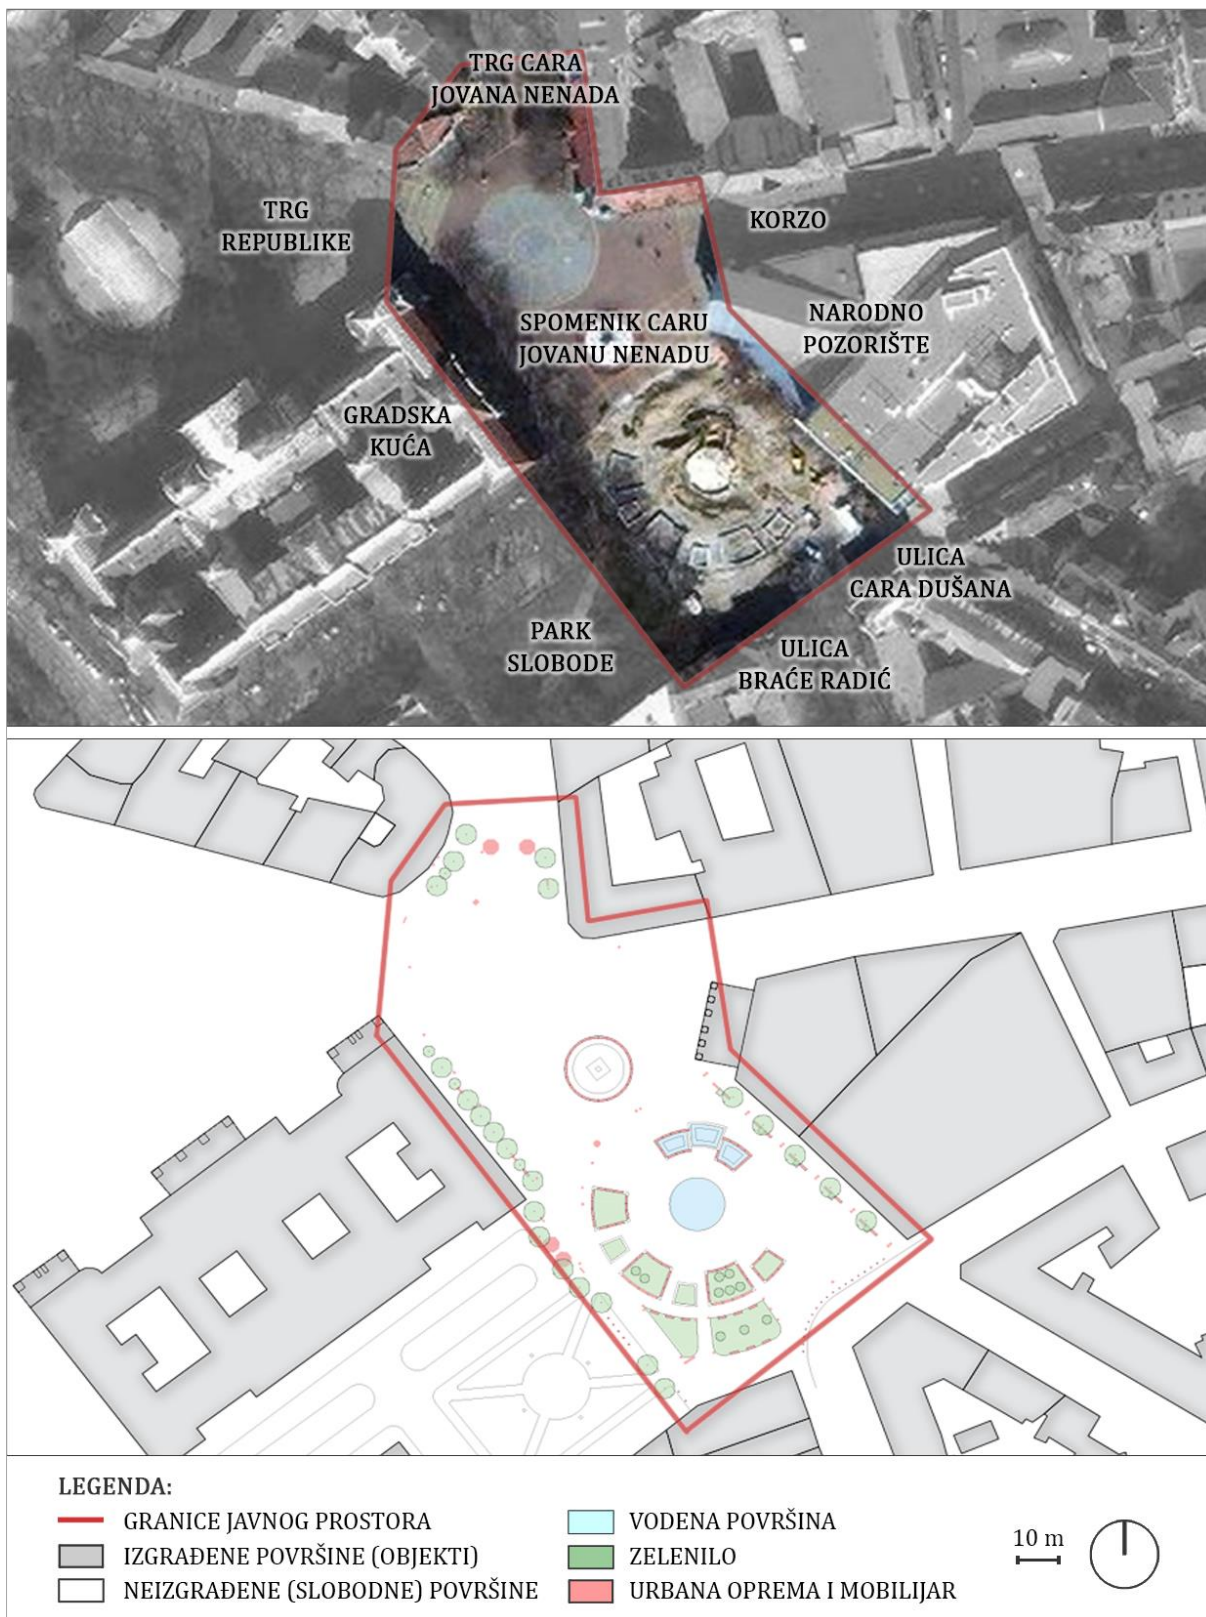 TRG CARA
JOVANA NENADA
TRG
REPUBLIKE
KORZO
SPOMENIK CARU
JOVANU NENADU
NARODNO
POZORIŠTE
GRADSKA
KUĆA
ULICA
CARA DUŠANA
PARK
SLOBODE
ULICA
BRAĆE RADIĆ
LEGENDA:
GRANICE JAVNOG PROSTORA
IZGRAĐENE POVRŠINE (OBJEKTI)
NEIZGRAĐENE (SLOBODNE) POVRŠINE
VODENA POVRŠINA
ZELENILO
URBANA OPREMA I MOBILIJAR
10 m